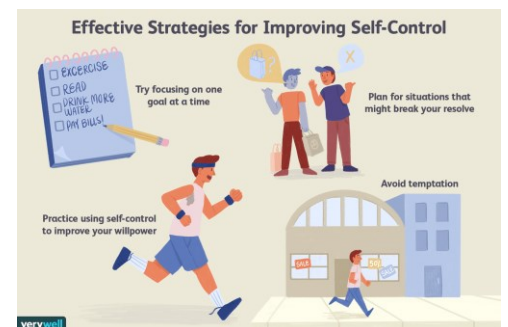 Effective Strategies for Improving Self-Control
EXCERCISE
READ
DRINK MORE
WATER
PAY BILLS!
Try focusing on one
goal at a time
Plan for situations that
might break your resolve
Avoid temptation
Practice using self-control
to improve your willpower
SALE
verywell